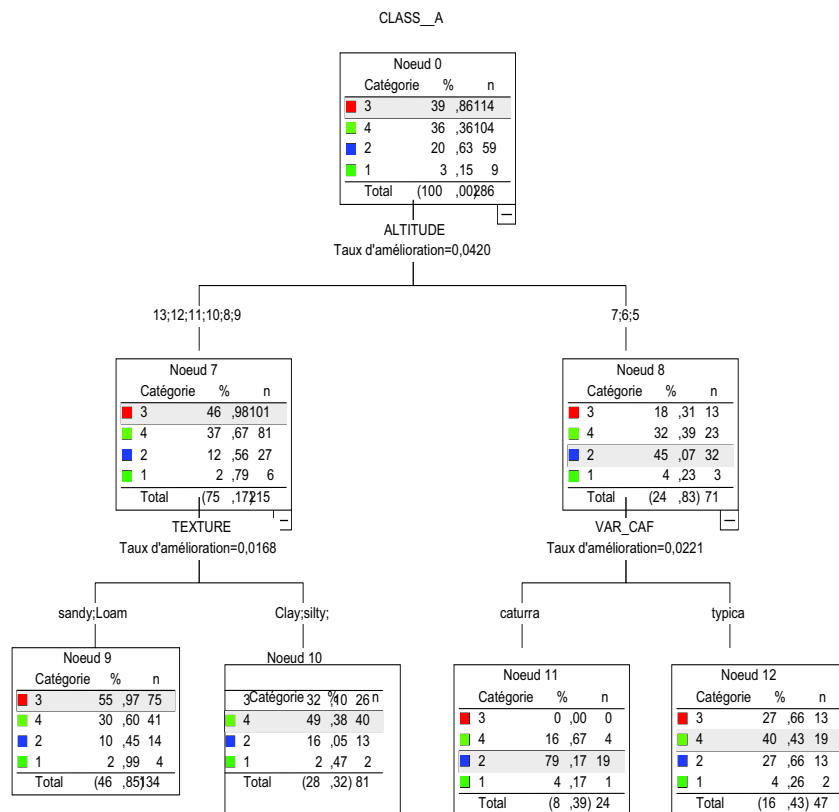 CLASS__A
Noeud 0
Catégorie % n
3 39 ,86114
4 36 ,36104
2 20 ,63 59
1 3 ,15 9
Total (100 ,00)286
ALTITUDE
Taux d'amélioration=0,0420
13;12;11;10;8;9
7;6;5
Noeud 7
Catégorie % n
3 46 ,98101
4 37 ,67 81
2 12 ,56 27
1 2 ,79 6
Total (75 ,17)215
TEXTURE
Taux d'amélioration=0,0168
Noeud 8
Catégorie % n
3 18 ,31 13
4 32 ,39 23
2 45 ,07 32
1 4 ,23 3
Total (24 ,83) 71
VAR_CAF
Taux d'amélioration=0,0221
sandy;Loam
Clay;silty;
caturra
typica
Noeud 9
Catégorie % n
3 55 ,97 75
4 30 ,60 41
2 10 ,45 14
1 2 ,99 4
Total (46 ,85)134
Noeud 10
Catégorie % n
3 32 ,10 26
4 49 ,38 40
2 16 ,05 13
1 2 ,47 2
Total (28 ,32) 81
Noeud 11
Catégorie % n
3 0 ,00 0
4 16 ,67 4
2 79 ,17 19
1 4 ,17 1
Total (8 ,39) 24
Noeud 12
Catégorie % n
3 27 ,66 13
4 40 ,43 19
2 27 ,66 13
1 4 ,26 2
Total (16 ,43) 47